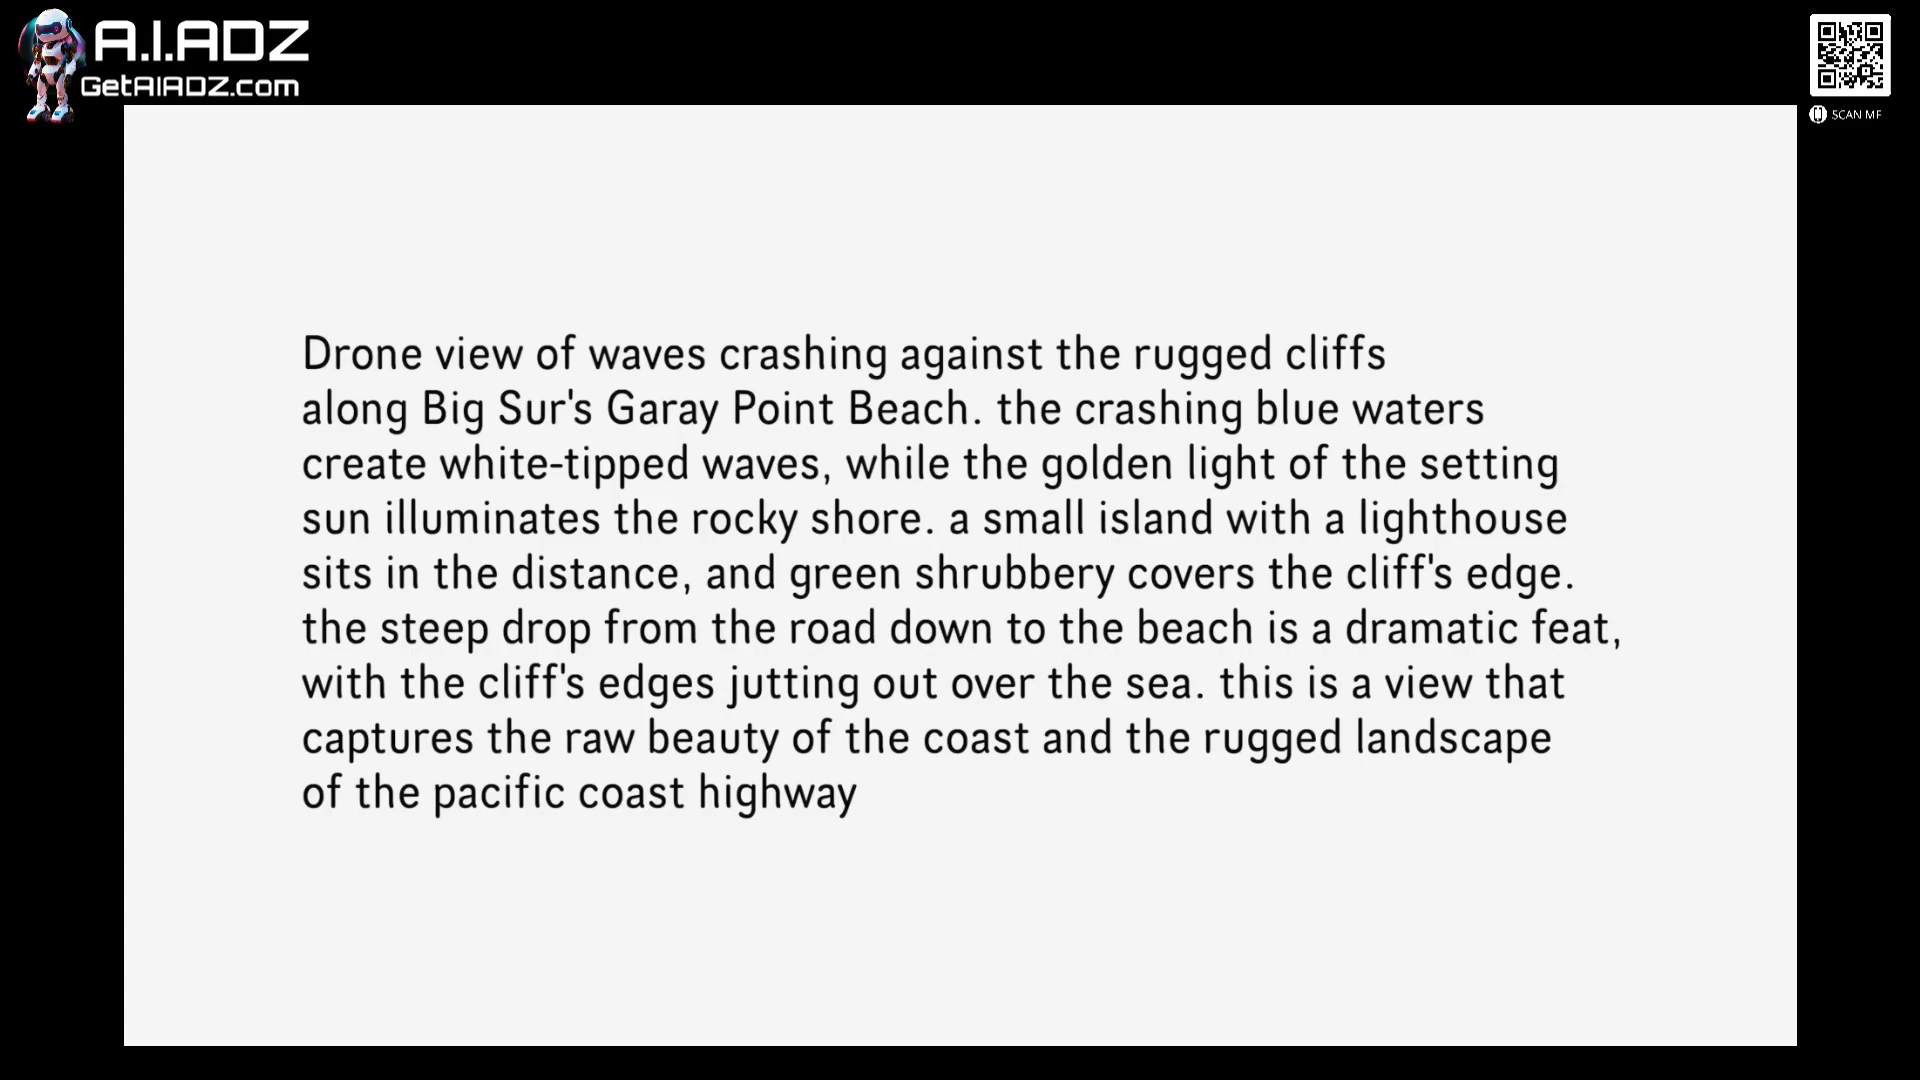 A.I.ADZ
GetAIADZ.com
SCAN ME
Drone view of waves crashing against the rugged cliffs
along Big Sur's Garay Point Beach. the crashing blue waters
create white-tipped waves, while the golden light of the setting
sun illuminates the rocky shore. a small island with a lighthouse
sits in the distance, and green shrubbery covers the cliff's edge.
the steep drop from the road down to the beach is a dramatic feat,
with the cliff's edges jutting out over the sea. this is a view that
captures the raw beauty of the coast and the rugged landscape
of the pacific coast highway